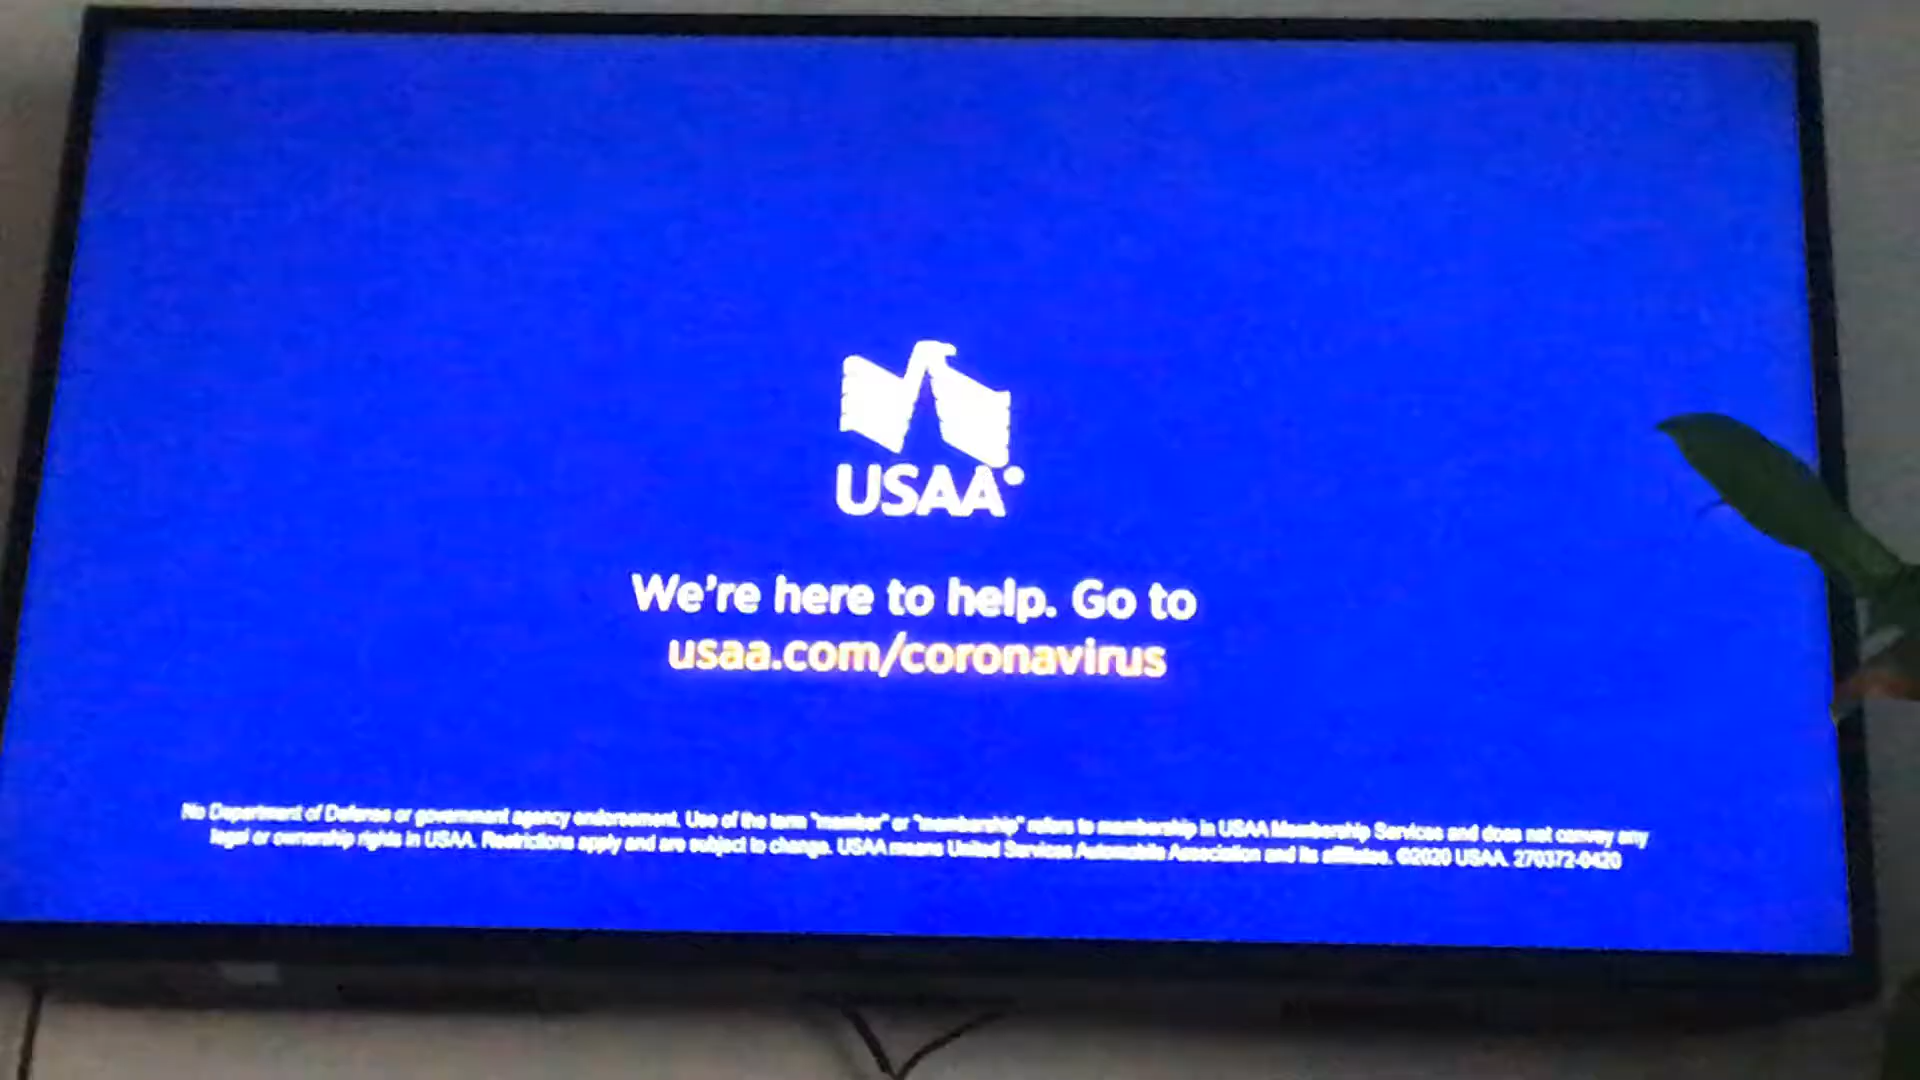 USAA®
We're here to help. Go to
usaa.com/coronavirus
No Department of Defense or government agency endorsement. Use of the term "member" or "membership" refers to membership in USAA Membership Services and does not convey any
legal or ownership rights in USAA. Restrictions apply and are subject to change. USAA means United Services Automobile Association and its affiliates. ©2020 USAA. 270372-0420